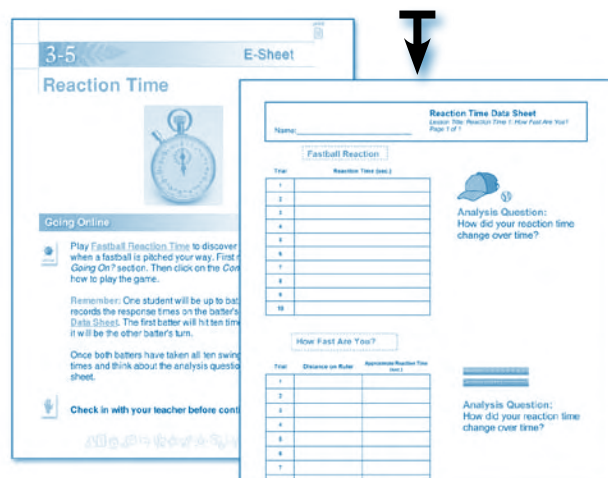 3-5
E-Sheet
Reaction Time
Going Online
Play Fastball Reaction Time to discover
when a fastball is pitched your way. First r
Going On? section. Then click on the Con
how to play the game.
Remember: One student will be up to bat
records the response times on the batter's
Data Sheet. The first batter will hit ten time
it will be the other batter's turn.
Once both batters have taken all ten swing
times and think about the analysis questio
sheet.
Check in with your teacher before conti
Name:
Reaction Time Data Sheet
Lesson Title: Reaction Time 1: How Fast Are You?
Page 1 of 1
Fastball Reaction
Trial Reaction Time (sec.)
1
2
3
4
5
6
7
8
9
10
Analysis Question:
How did your reaction time
change over time?
How Fast Are You?
Trial Distance on Ruler Approximate Reaction Time (sec.)
1
2
3
4
5
6
7
Analysis Question:
How did your reaction time
change over time?